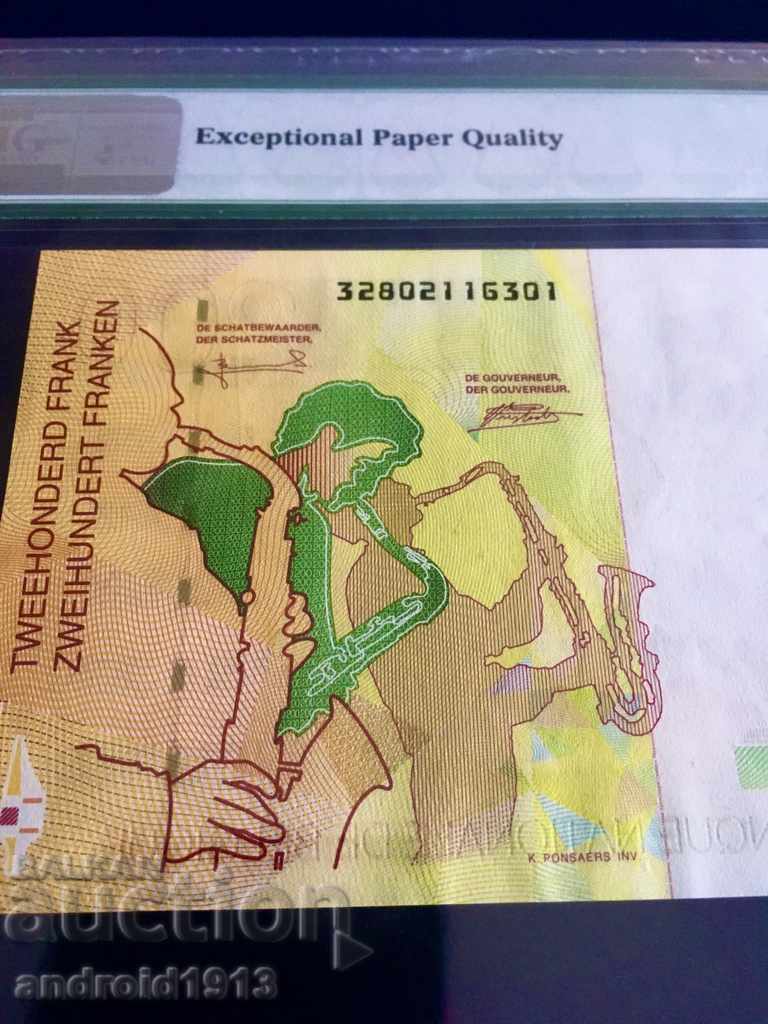 Exceptional Paper Quality
32802116301
DE SCHATBEWAARDER,
DER SCHATZMEISTER,
DE GOUVERNEUR,
DER GOUVERNEUR,
TWEEHONDERD FRANK
ZWEIHUNDERT FRANKEN
K. PONSAERS INV.
BALKAN
auction
android1913